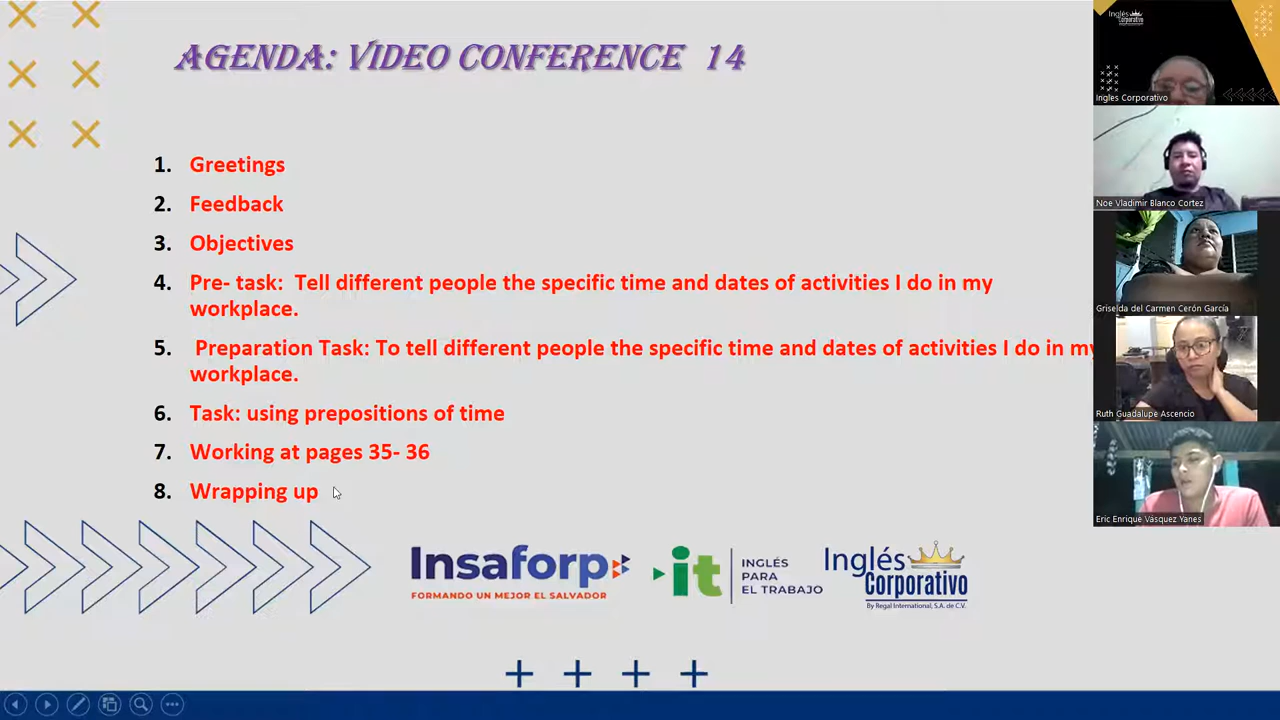 AGENDA: VIDEO CONFERENCE 14
1. Greetings
2. Feedback
3. Objectives
4. Pre- task: Tell different people the specific time and dates of activities I do in my
workplace.
5. Preparation Task: To tell different people the specific time and dates of activities I do in my
workplace.
6. Task: using prepositions of time
7. Working at pages 35- 36
8. Wrapping up
Insaforp
FORMANDO UN MEJOR EL SALVADOR
it
INGLÉS
PARA
EL TRABAJO
Inglés
Corporativo
By Regal International, S.A. de C.V.
Inglés
Corporativo
Ingles Corporativo
Noe Vladimir Blanco Cortez
Griselda del Carmen Cerón García
Ruth Guadalupe Ascencio
Eric Enrique Vásquez Yanes